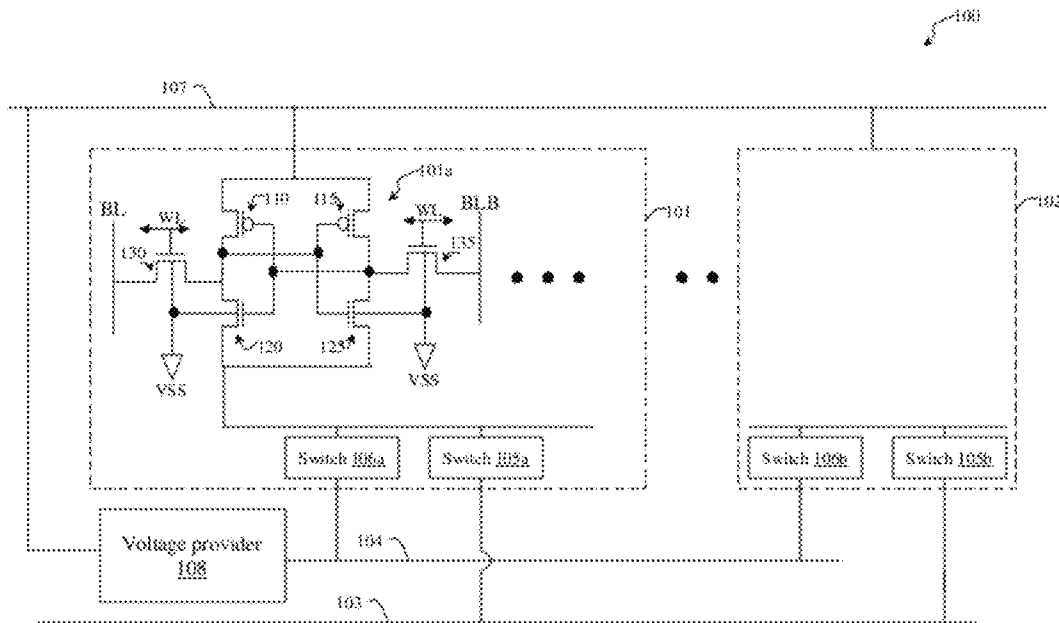 100
107
110
115
101a
BL
WL
WL
BLB
130
135
101
102
120
125
VSS
VSS
Switch 106a
Switch 105a
Switch 106b
Switch 105b
Voltage provider
108
104
103